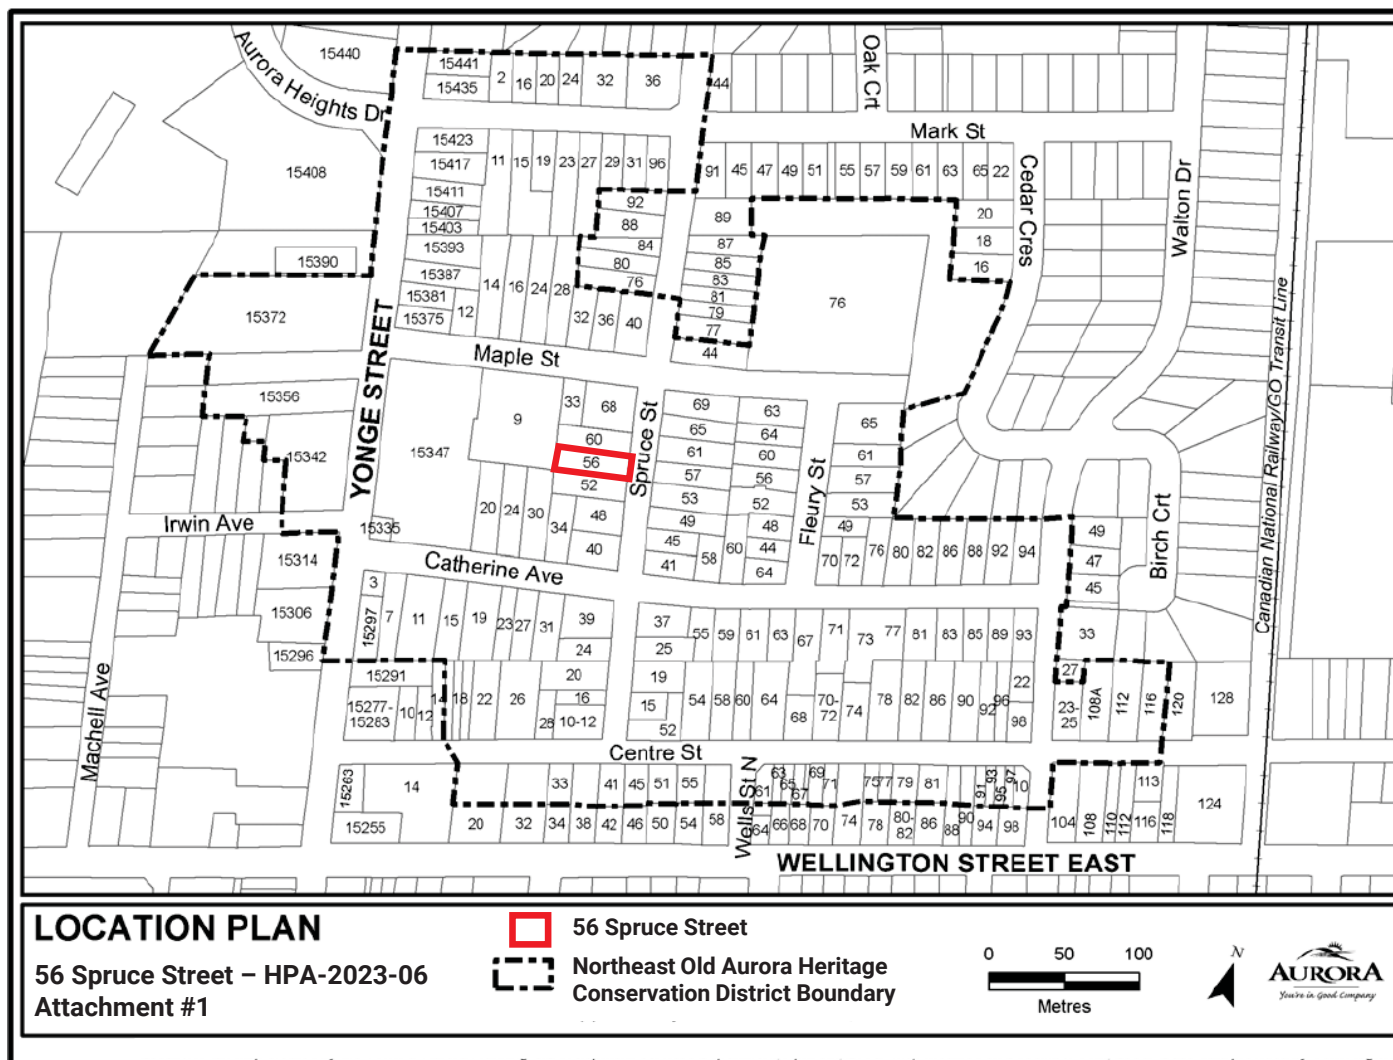 Aurora Heights Dr
15440
15441
15435
2 16 20 24 32 36
44
Oak Crt
Mark St
15408
15423
15417
15411
15407
15403
15393
15387
15381
15375
12
11 15 19 23 27 29 31 96
92
88
84
80
76
14 16 24 28
32 36 40
91 45 47 49 51 55 57 59 61 63 65 22
89
87
85
83
81
79
77
44
76
20
18
16
Cedar Cres
Walton Dr
Canadian National Railway/GO Transit Line
15390
15372
YONGE STREET
Maple St
15356
15342
15347
9
33 68
60
56
52
48
40
20 24 30 34
Spruce St
69
65
61
57
53
49
45
41
58
60
63
64
60
56
52
48
44
64
Fleury St
65
61
57
53
49
70 72 76 80 82 86 88 92 94
49
47
45
Birch Crt
Irwin Ave
15335
15314
15306
15296
Catherine Ave
3
15297
7 11 15 19 23 27 31
39
24
37
25
55 59 61 63 67 71 73 77 81 83 85 89 93
33
27
Machell Ave
15291
15277-
15263
10 12 14 18 22 26
20
16
28
10-12
19
15
52
54 58 60 64 68
70-
72
74 78 82 86 90 92 96
22
98
23-
25
108A
112
116
120
128
Centre St
15263
14
15255
33 41 45 51 55
Wells St N
61 63 65 67 69 71 75 77 79 81 91 93 95 97 10
113
20 32 34 38 42 46 50 54 58
64 66 68 70 74 78
80-
82
86 88 90 94 98
104 108 110 112 116 118
124
WELLINGTON STREET EAST
LOCATION PLAN
56 Spruce Street – HPA-2023-06
Attachment #1
56 Spruce Street
Northeast Old Aurora Heritage
Conservation District Boundary
0 50 100
Metres
N
AURORA
You're in Good Company